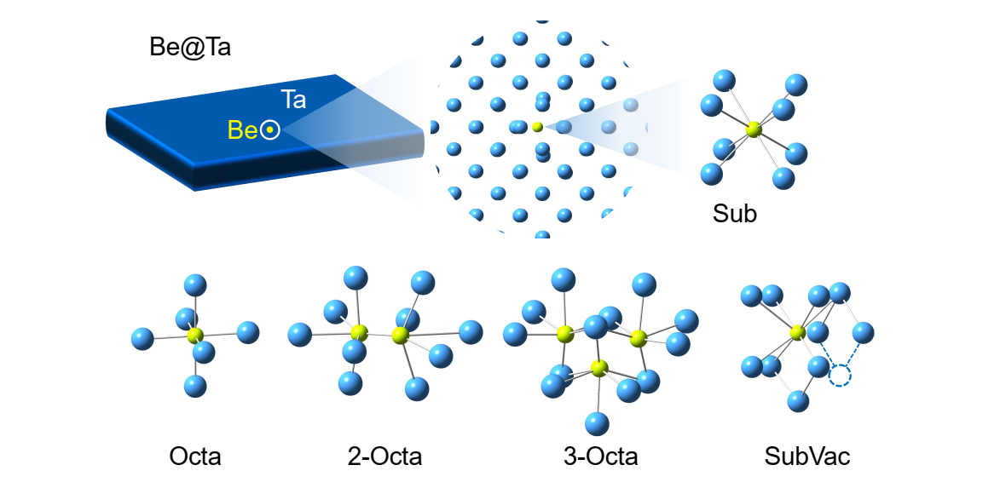 Be@Ta
Ta
Be
Sub
Octa
2-Octa
3-Octa
SubVac